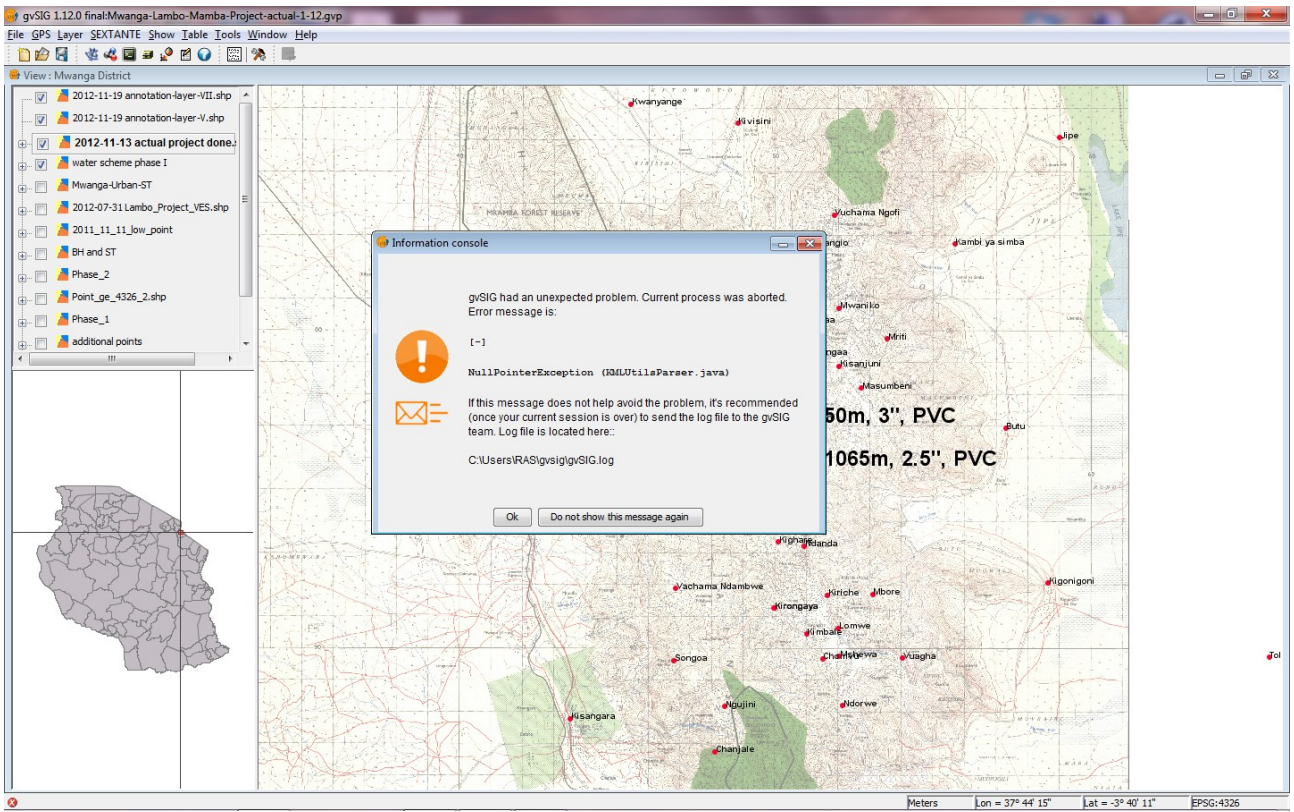 gvSIG 1.12.0 final:Mwanga-Lambo-Mamba-Project-actual-1-12.gvp
File GPS Layer SEXTANTE Show Table Tools Window Help
View : Mwanga District
2012-11-19 annotation-layer-VII.shp
2012-11-19 annotation-layer-V.shp
2012-11-13 actual project done.
water scheme phase I
Mwanga-Urban-ST
2012-07-31 Lambo_Project_VES.shp
2011_11_11_low_point
BH and ST
Phase_2
Point_ge_4326_2.shp
Phase_1
additional points
Kwanyange
Kivisini
Jipe
MRAMBA FOREST RESERVE
Vuchama Ngofi
JIPE
angio
Kambi ya simba
Mwaniko
aa
Mriti
ngaa
Kisanjuni
Masumbeni
50m, 3", PVC
Butu
1065m, 2.5", PVC
Information console
gvSIG had an unexpected problem. Current process was aborted.
Error message is:
[-]
NullPointerException (KMLUtilsParser.java)
If this message does not help avoid the problem, it's recommended
(once your current session is over) to send the log file to the gvSIG
team. Log file is located here::
C:\Users\RAS\gvsig\gvSIG.log
Ok Do not show this message again
Kighare
Ndanda
Kigonigoni
Vachama Ndambwe
Kiriche
Mbore
Kirongaya
Lomwe
Kimbale
Chamvu
Mshewa
Vuagha
Songoa
Tol
Ngujini
Ndorwe
Kisangara
Chanjale
Meters Lon = 37° 44' 15" Lat = -3° 40' 11" EPSG:4326